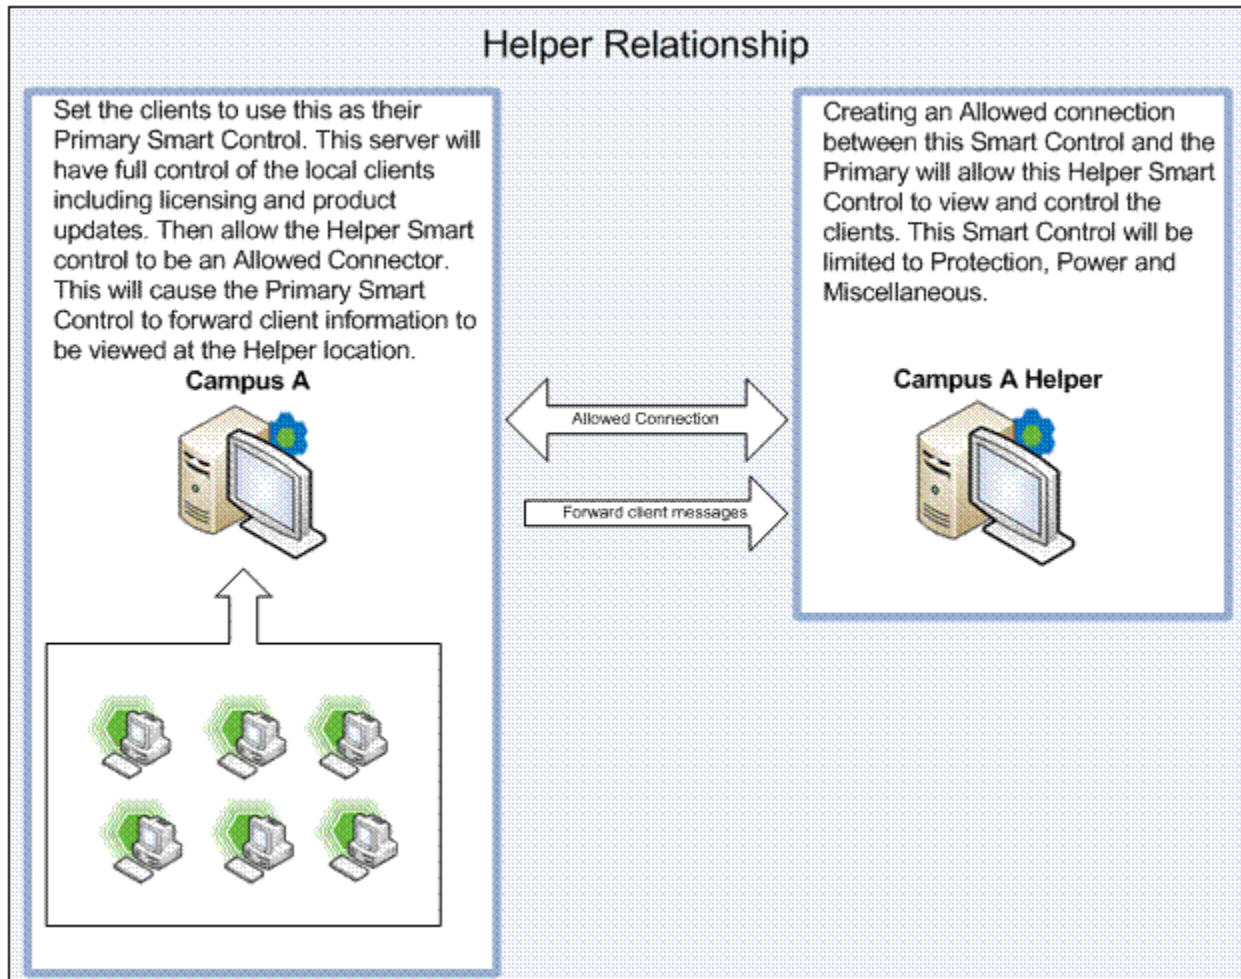 Helper Relationship
Set the clients to use this as their
Primary Smart Control. This server will
have full control of the local clients
including licensing and product
updates. Then allow the Helper Smart
control to be an Allowed Connector.
This will cause the Primary Smart
Control to forward client information to
be viewed at the Helper location.
Campus A
Allowed Connection
Forward client messages
Creating an Allowed connection
between this Smart Control and the
Primary will allow this Helper Smart
Control to view and control the
clients. This Smart Control will be
limited to Protection, Power and
Miscellaneous.
Campus A Helper